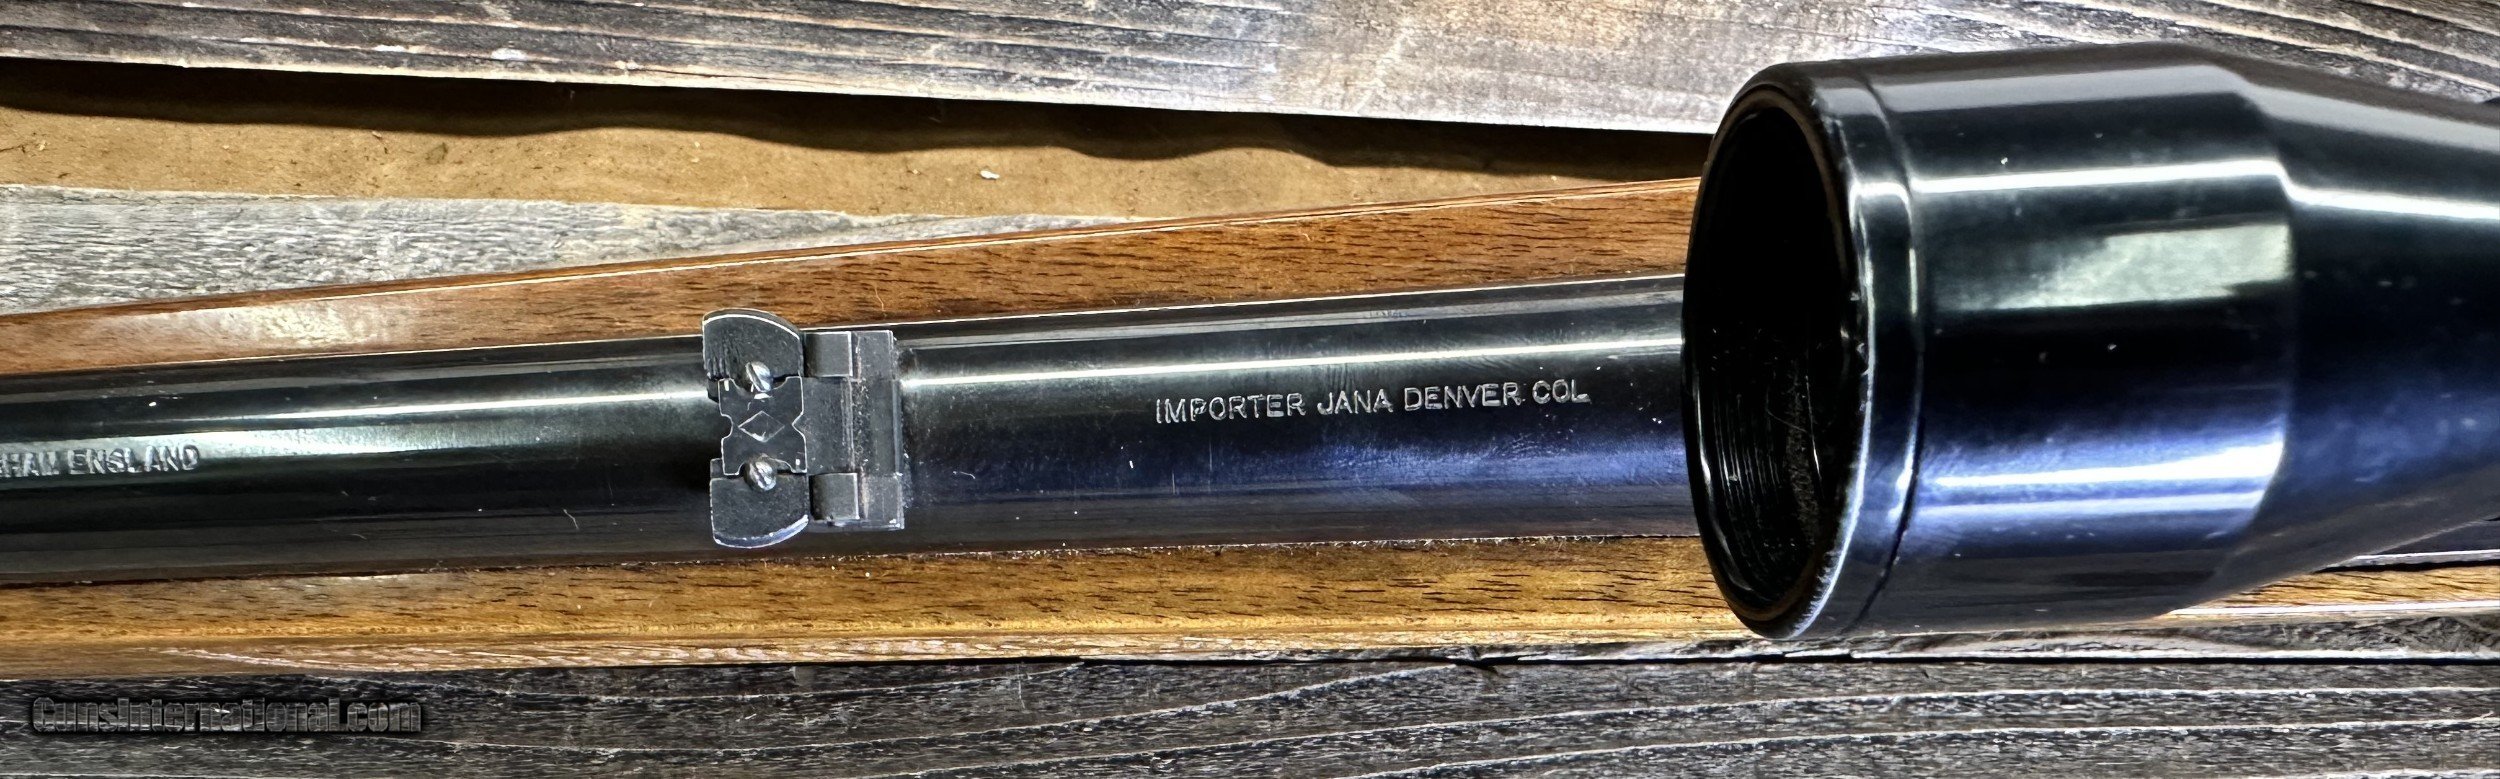 HAM ENGLAND
IMPORTER JANA DENVER COL
GunsInternational.com